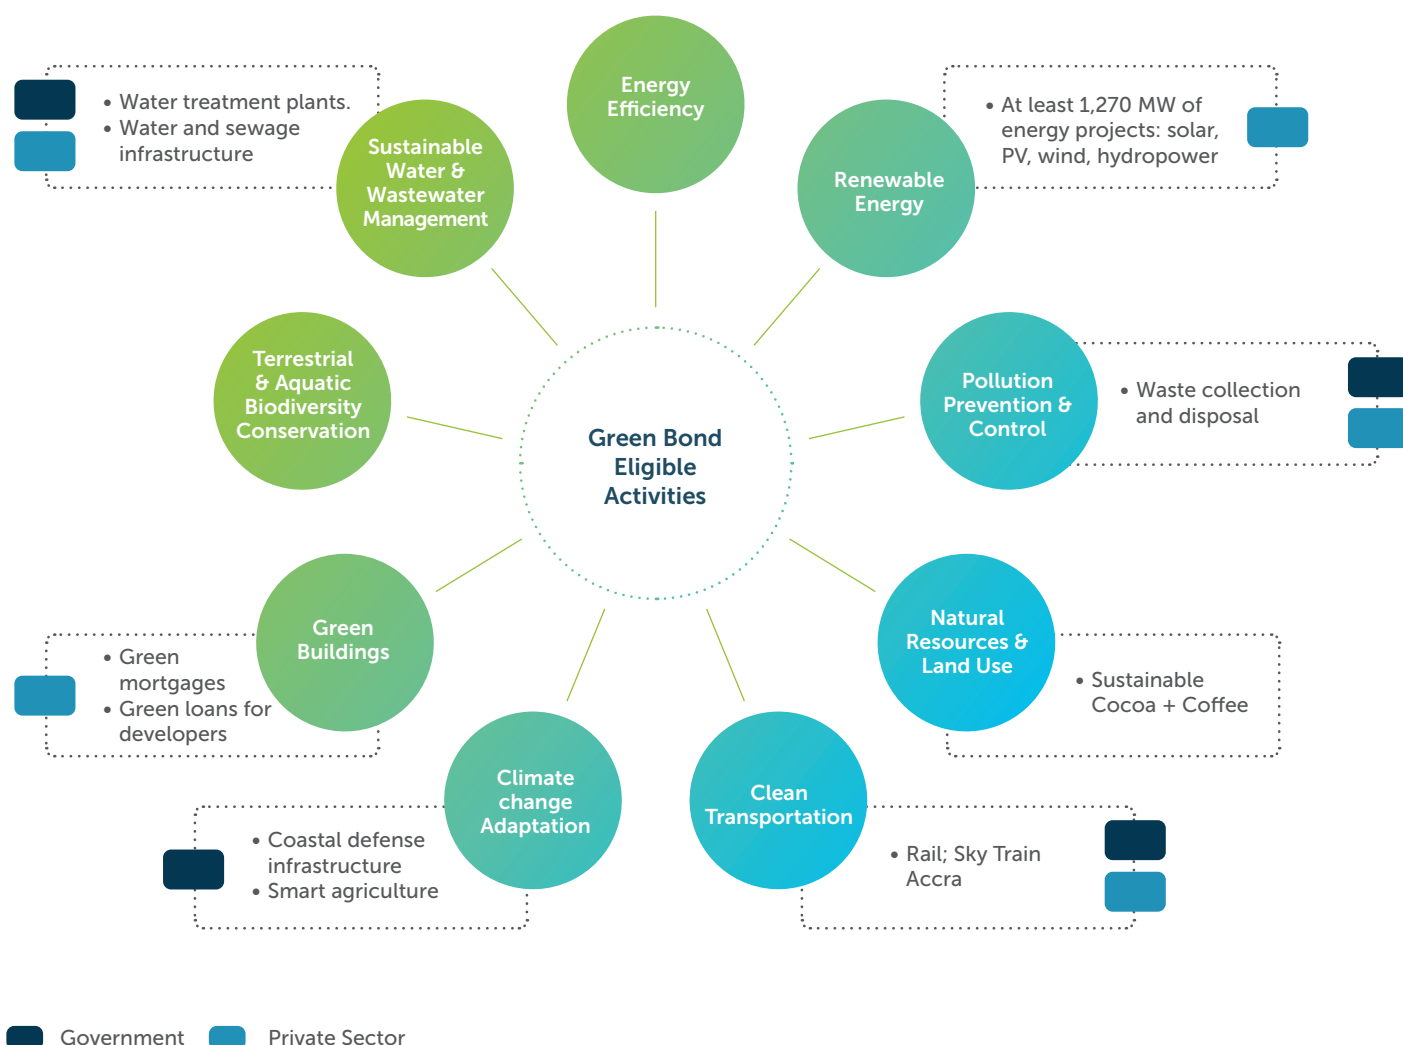 Energy
Efficiency
• Water treatment plants.
• Water and sewage
infrastructure
Sustainable
Water &
Wastewater
Management
Renewable
Energy
• At least 1,270 MW of
energy projects: solar,
PV, wind, hydropower
Terrestrial
& Aquatic
Biodiversity
Conservation
Green Bond
Eligible
Activities
Pollution
Prevention &
Control
• Waste collection
and disposal
Green
Buildings
• Green
mortgages
• Green loans for
developers
Natural
Resources &
Land Use
• Sustainable
Cocoa + Coffee
Climate
change
Adaptation
• Coastal defense
infrastructure
• Smart agriculture
Clean
Transportation
• Rail; Sky Train
Accra
Government
Private Sector